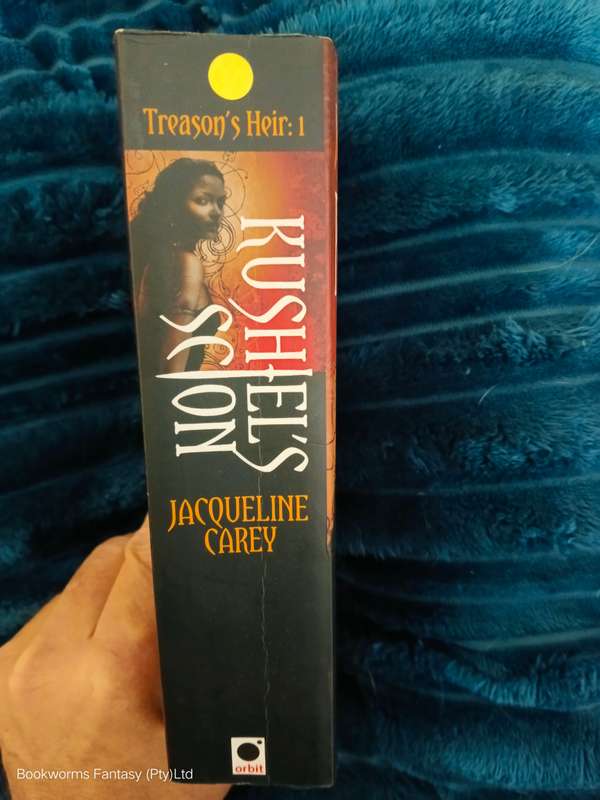 Treason's Heir: 1
KUSHIEL'S
SCION
JACQUELINE
CAREY
orbit
Bookworms Fantasy (Pty)Ltd